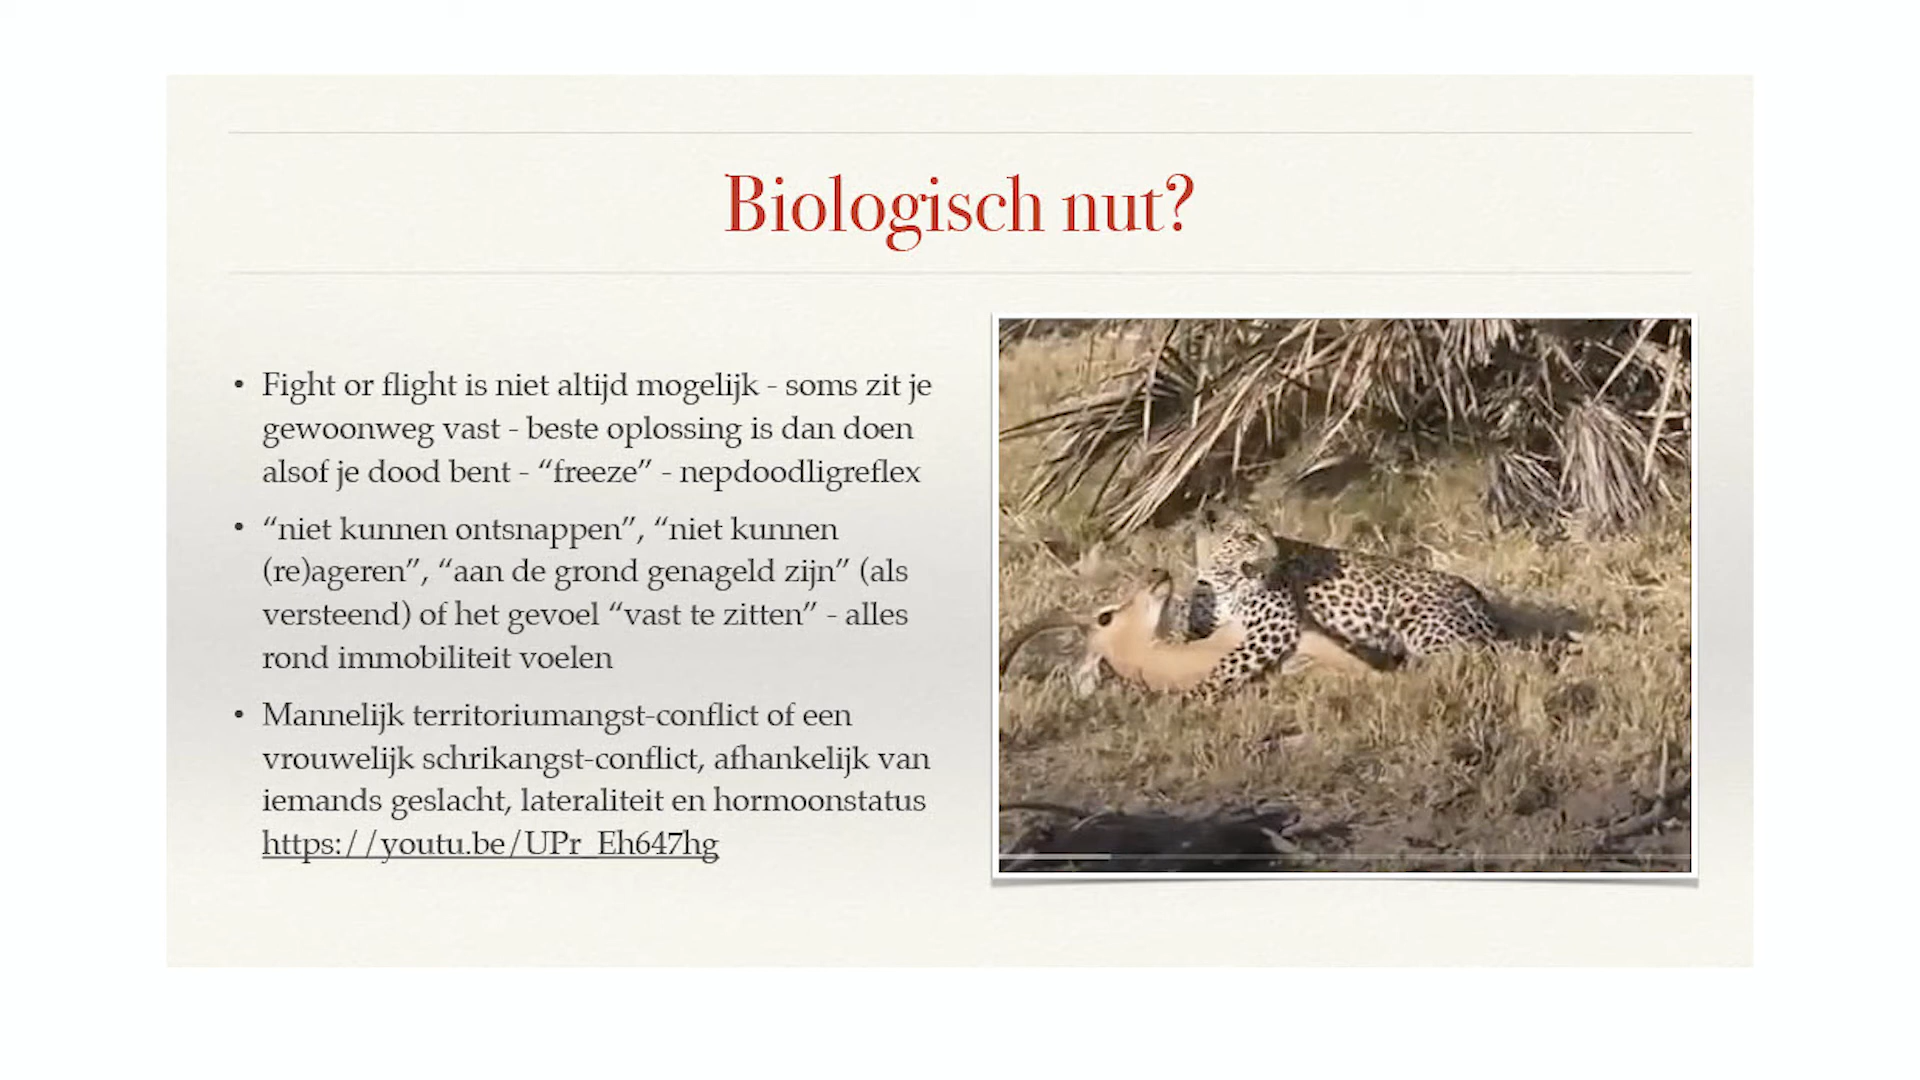 Biologisch nut?
• Fight or flight is niet altijd mogelijk - soms zit je
gewoonweg vast - beste oplossing is dan doen
alsof je dood bent - “freeze” - nepdoodligreflex
• “niet kunnen ontsnappen”, “niet kunnen
(re)ageren”, “aan de grond genageld zijn” (als
versteend) of het gevoel “vast te zitten” - alles
rond immobiliteit voelen
• Mannelijk territoriumangst-conflict of een
vrouwelijk schrikangst-conflict, afhankelijk van
iemands geslacht, lateraliteit en hormoonstatus
https://youtu.be/UPr_Eh647hg